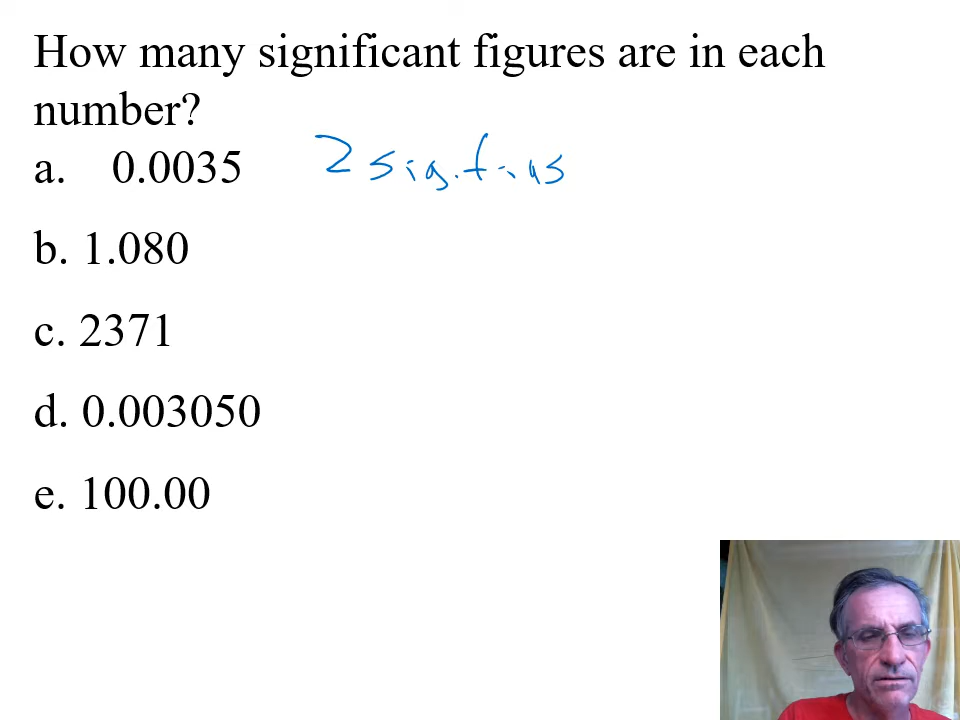 How many significant figures are in each
number?
a. 0.0035 2 sig. figs
b. 1.080
c. 2371
d. 0.003050
e. 100.00